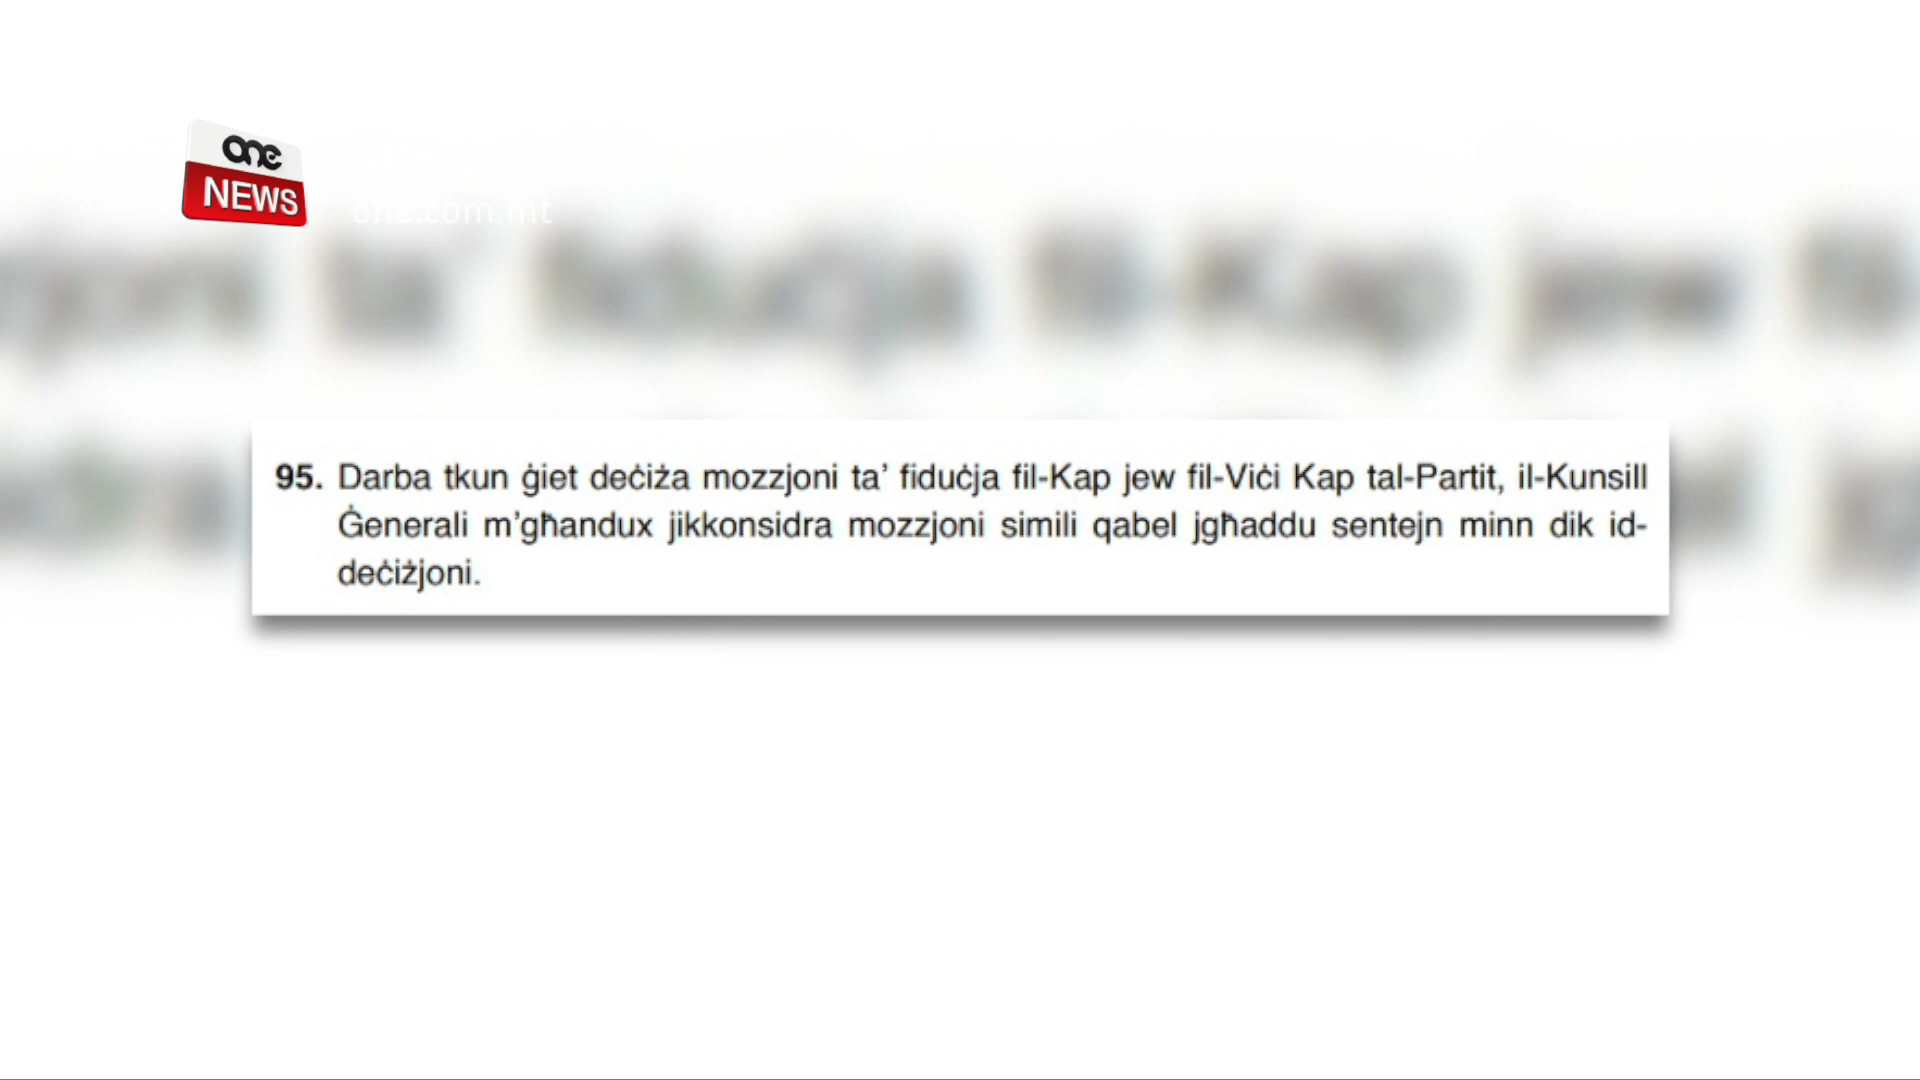 one
NEWS
one.com.mt
95. Darba tkun ġiet deċiża mozzjoni ta’ fiduċja fil-Kap jew fil-Viċi Kap tal-Partit, il-Kunsill
Ġenerali m’għandux jikkonsidra mozzjoni simili qabel jgħaddu sentejn minn dik id-
deċiżjoni.